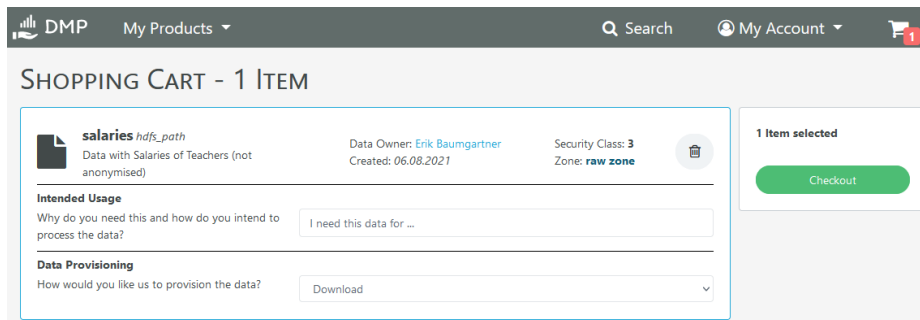 DMP My Products Search My Account 1
Shopping Cart - 1 Item
salaries hdfs_path
Data with Salaries of Teachers (not
anonymised)
Data Owner: Erik Baumgartner
Created: 06.08.2021
Security Class: 3
Zone: raw zone
1 Item selected
Checkout
Intended Usage
Why do you need this and how do you intend to
process the data?
I need this data for ...
Data Provisioning
How would you like us to provision the data?
Download